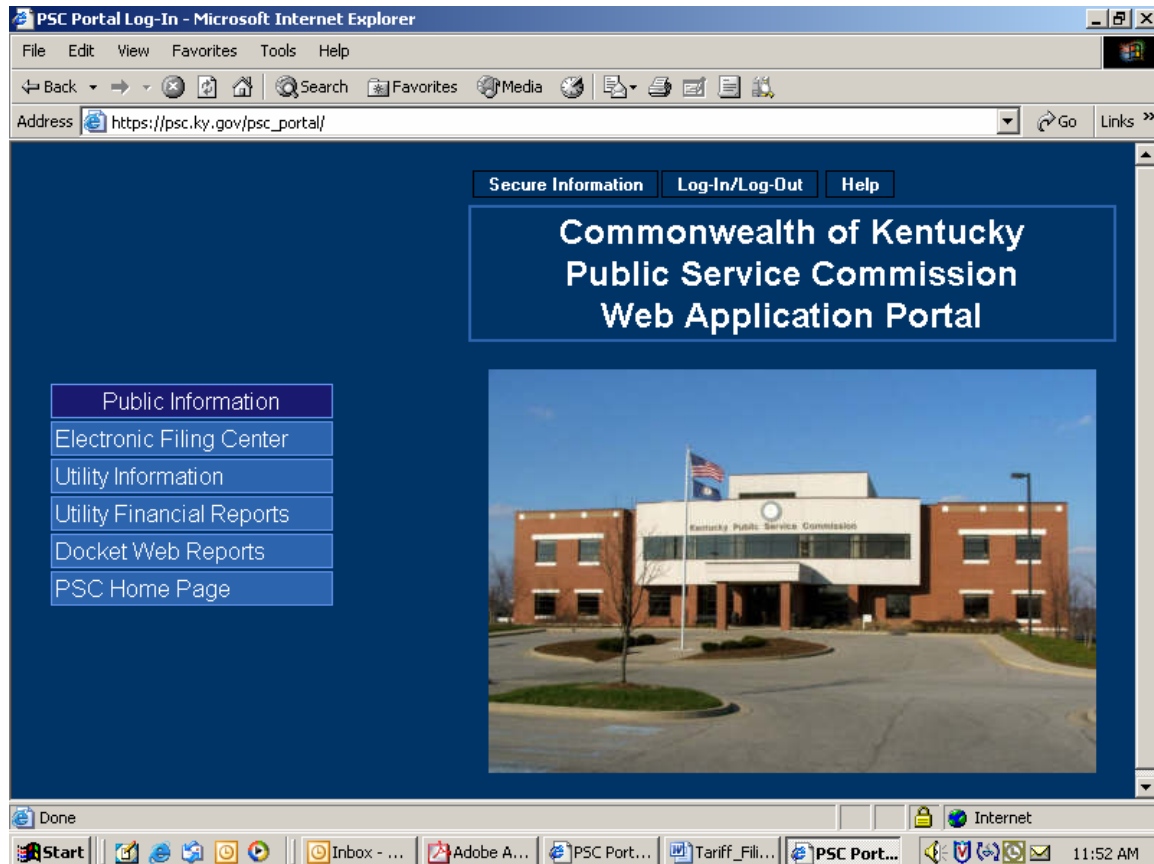 PSC Portal Log-In - Microsoft Internet Explorer
File Edit View Favorites Tools Help
Back Search Favorites Media
Address https://psc.ky.gov/psc_portal/ Go Links »
Secure Information Log-In/Log-Out Help
Commonwealth of Kentucky
Public Service Commission
Web Application Portal
Public Information
Electronic Filing Center
Utility Information
Utility Financial Reports
Docket Web Reports
PSC Home Page
Kentucky Public Service Commission
Done Internet
Start Inbox - ... Adobe A... PSC Port... Tariff_Fili... PSC Port... 11:52 AM